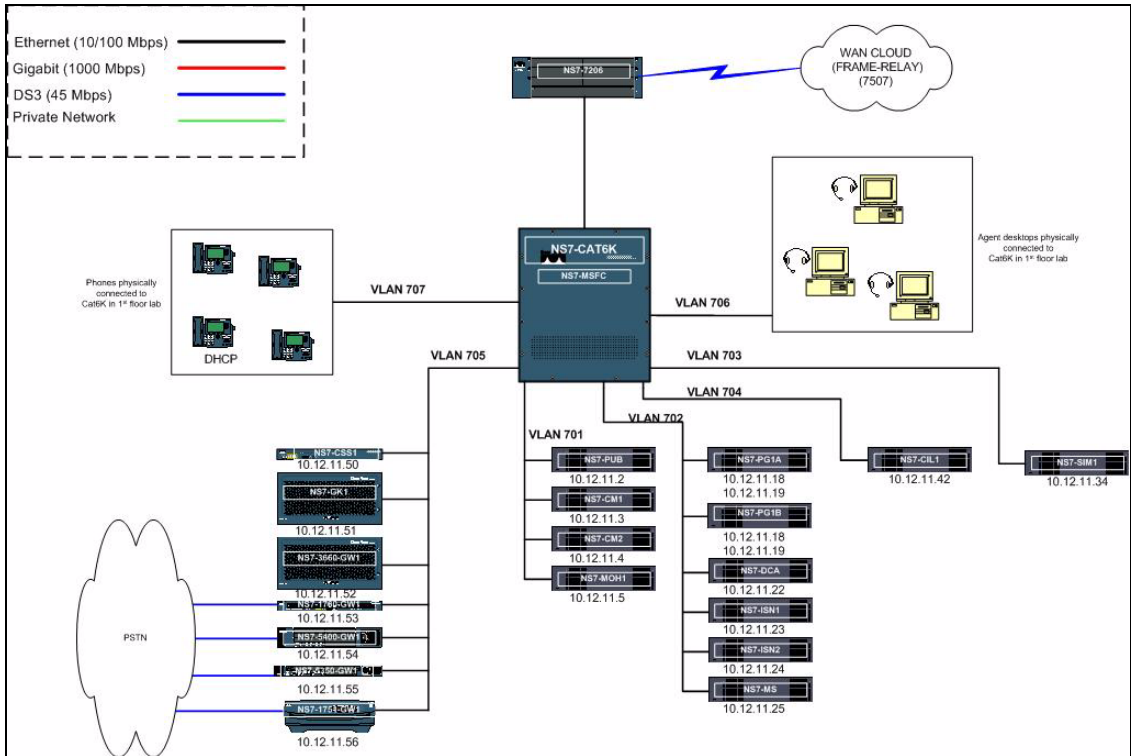 Ethernet (10/100 Mbps)
Gigabit (1000 Mbps)
DS3 (45 Mbps)
Private Network
NS7-7206
WAN CLOUD
(FRAME-RELAY)
(7507)
NS7-CAT6K
NS7-MSFC
Phones physically
connected to
Cat6K in 1st floor lab
DHCP
Agent desktops physically
connected to
Cat6K in 1st floor lab
VLAN 707
VLAN 706
VLAN 705
VLAN 703
VLAN 704
VLAN 702
VLAN 701
NS7-CSS1
10.12.11.50
NS7-GK1
10.12.11.51
NS7-3660-GW1
10.12.11.52
NS7-1760-GW1
10.12.11.53
NS7-5400-GW1
10.12.11.54
NS7-5350-GW1
10.12.11.55
10.12.11.56
PSTN
NS7-PUB
10.12.11.2
NS7-CM1
10.12.11.3
NS7-CM2
10.12.11.4
NS7-MOH1
10.12.11.5
NS7-PG1A
10.12.11.18
10.12.11.19
NS7-PG1B
10.12.11.18
10.12.11.19
NS7-DCA
10.12.11.22
NS7-ISN1
10.12.11.23
NS7-ISN2
10.12.11.24
NS7-MS
10.12.11.25
NS7-CIL1
10.12.11.42
NS7-SIM1
10.12.11.34